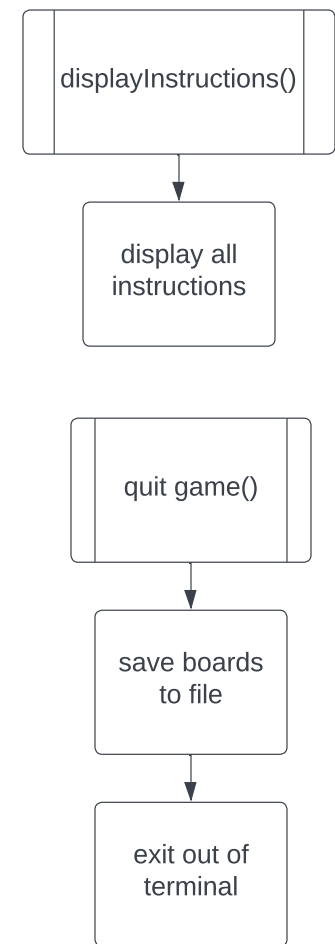 displayInstructions()
display all
instructions
quit game()
save boards
to file
exit out of
terminal